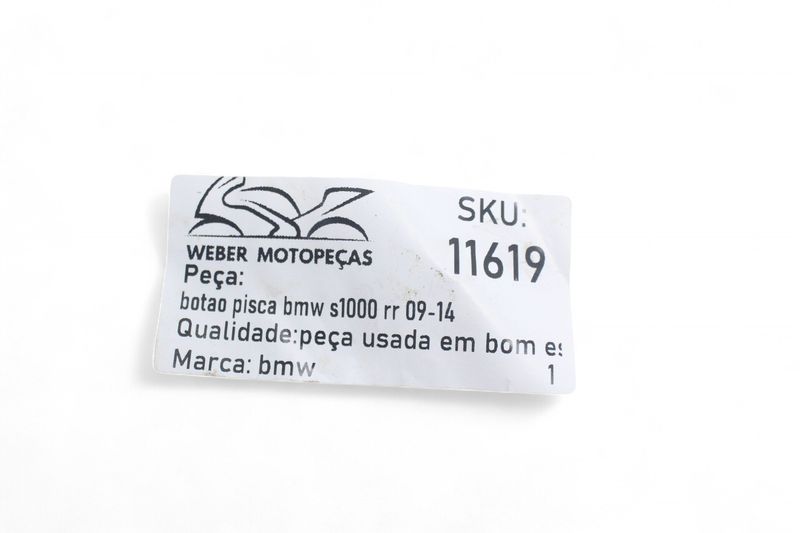 WEBER MOTOPEÇAS
SKU:
11619
Peça:
botao pisca bmw s1000 rr 09-14
Qualidade:peça usada em bom es
Marca: bmw
1